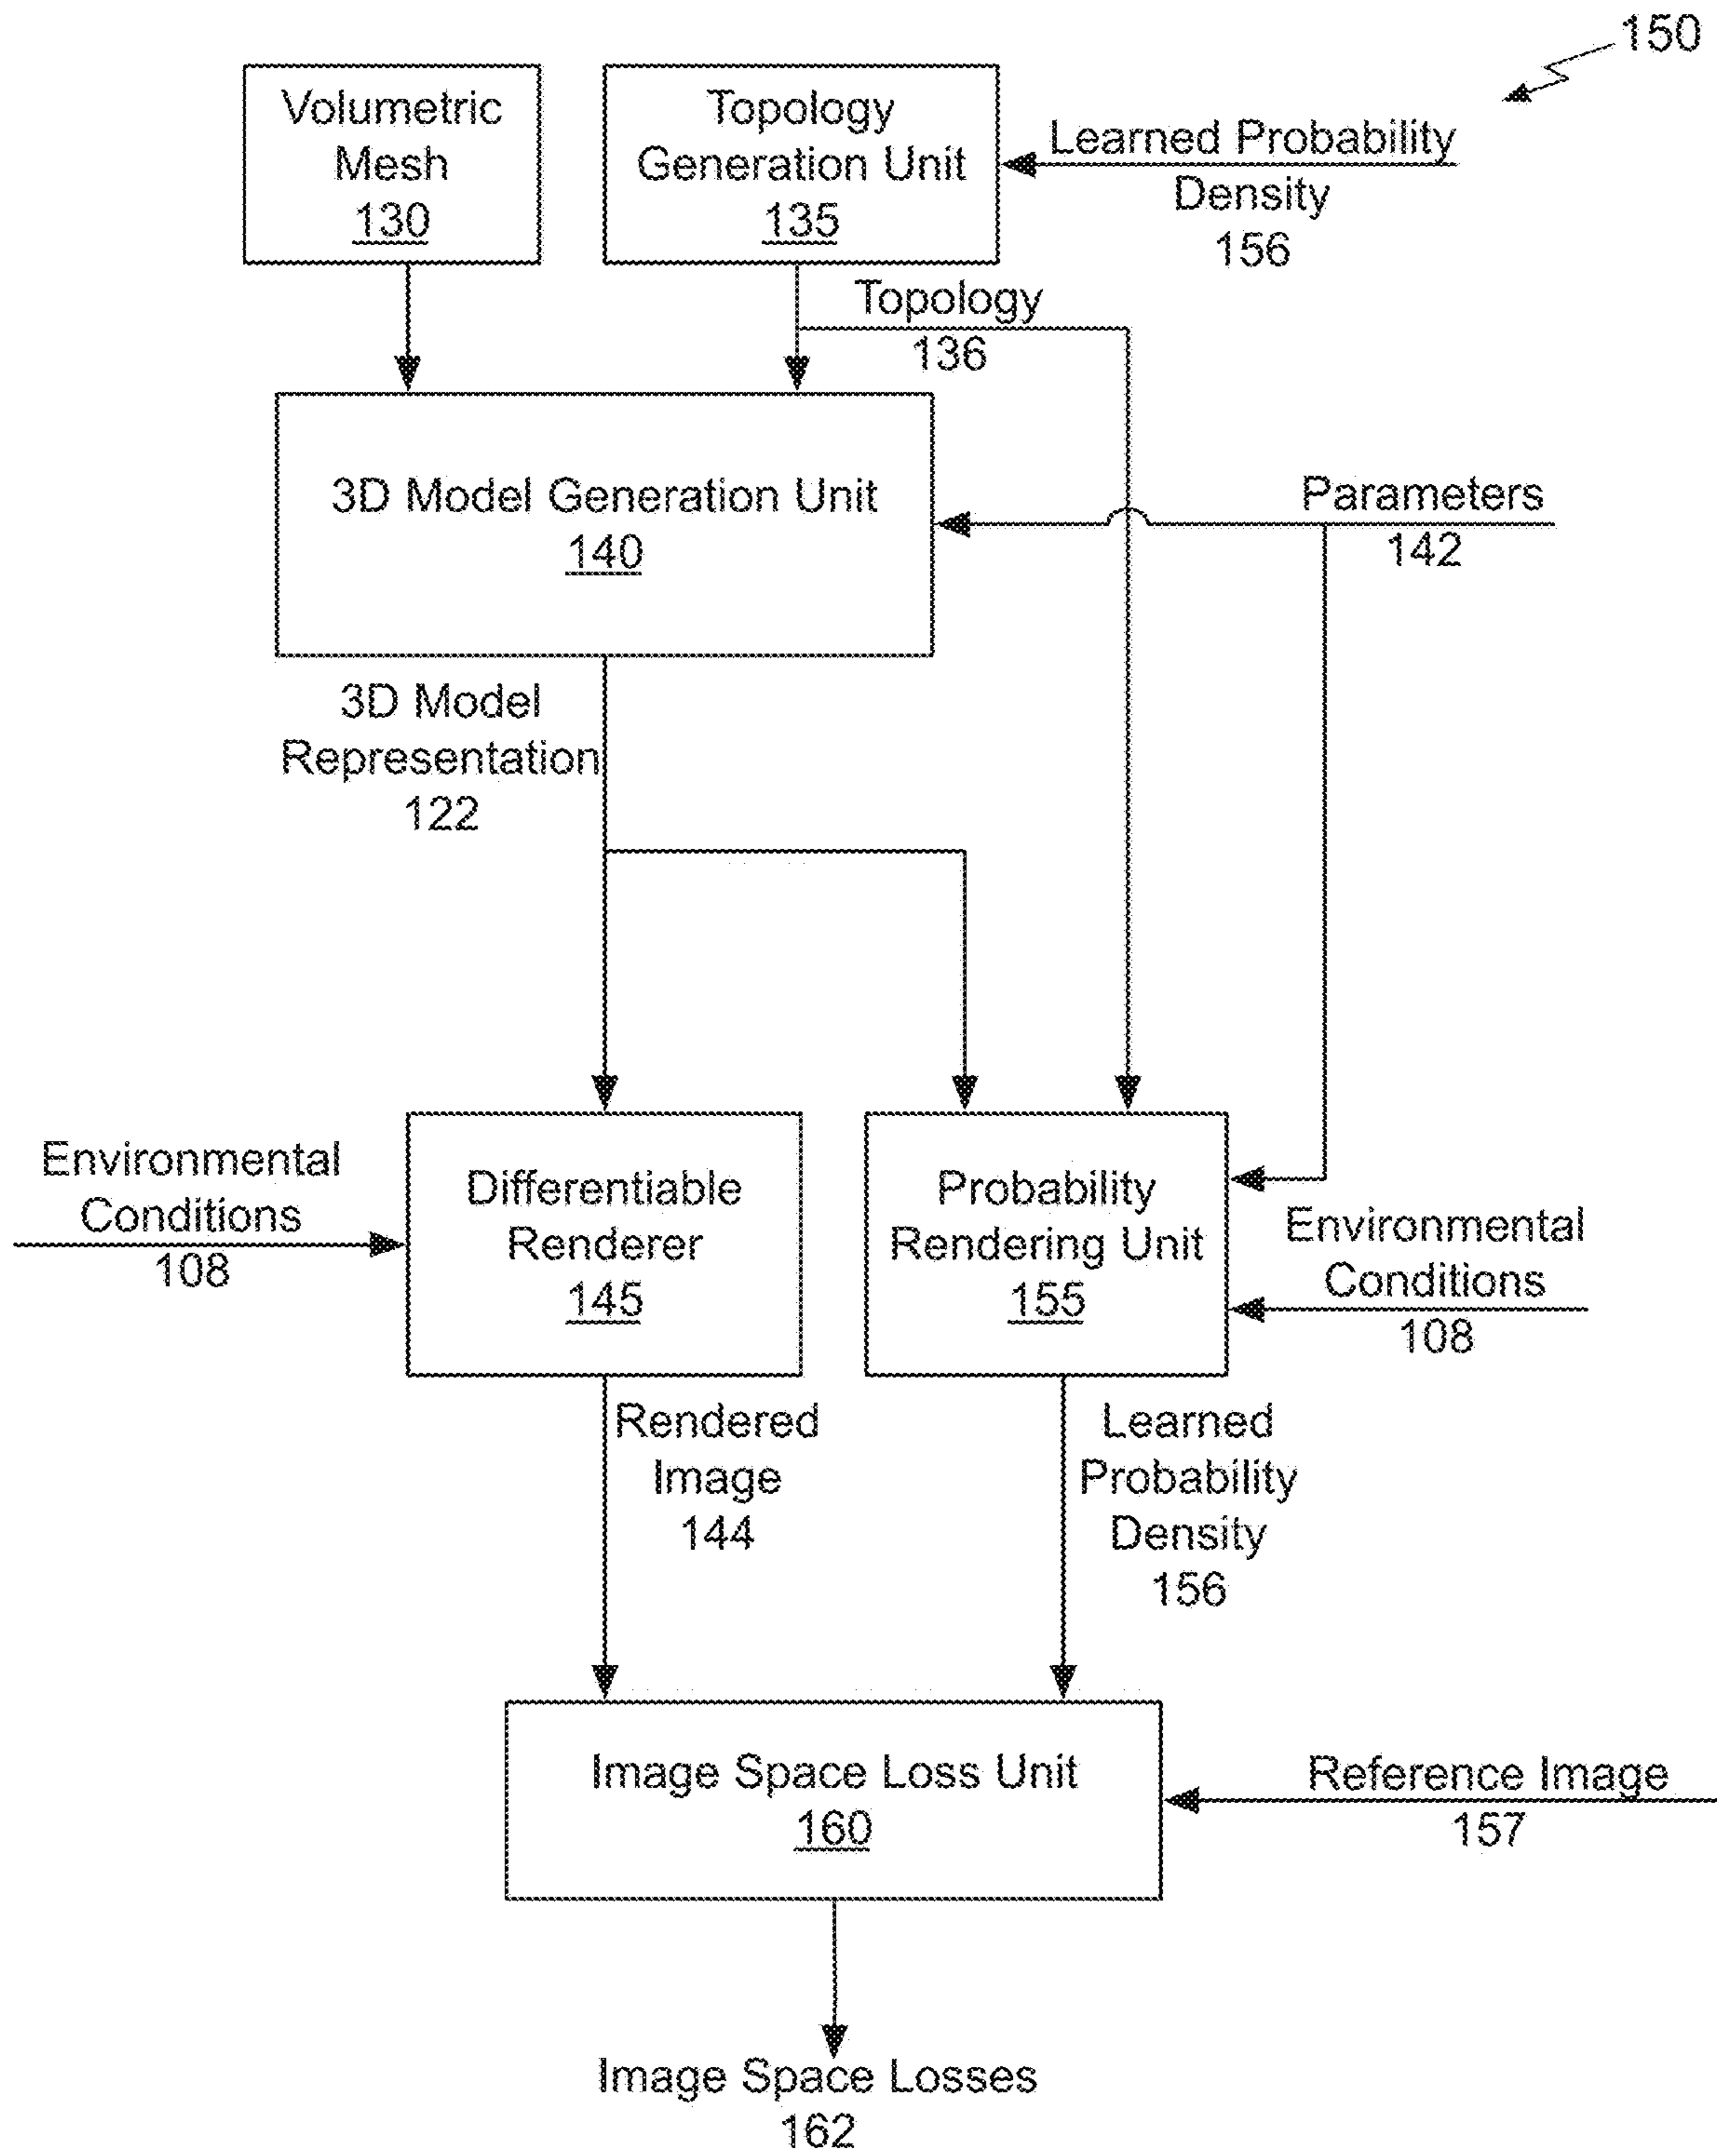 150
Volumetric
Mesh
130
Topology
Generation Unit
135
Learned Probability
Density
156
Topology
136
3D Model Generation Unit
140
Parameters
142
3D Model
Representation
122
Environmental
Conditions
108
Differentiable
Renderer
145
Probability
Rendering Unit
155
Environmental
Conditions
108
Rendered
Image
144
Learned
Probability
Density
156
Image Space Loss Unit
160
Reference Image
157
Image Space Losses
162